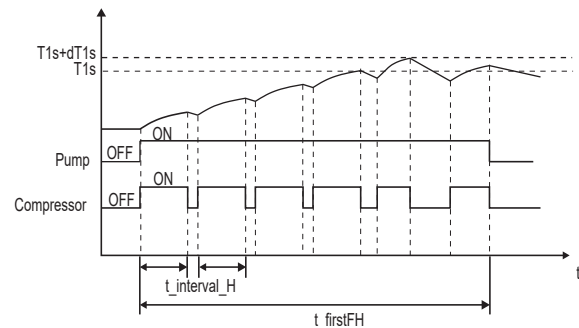 T1s+dT1s
T1s
ON
OFF
Pump
ON
OFF
Compressor
t
t_interval_H
t_firstFH